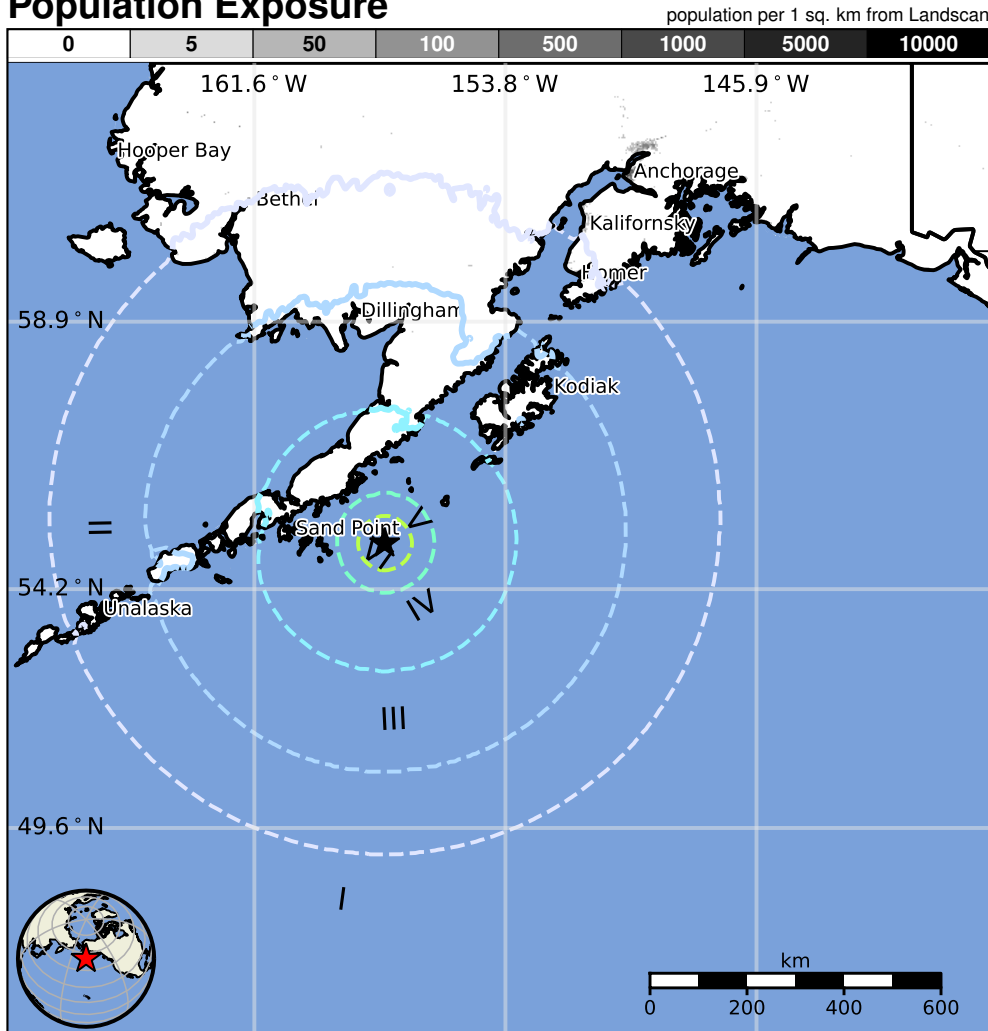 Population Exposure
population per 1 sq. km from Landscan
0 5 50 100 500 1000 5000 10000
161.6°W 153.8°W 145.9°W
Hooper Bay
Anchorage
Bethel
Kalifornsky
Homer
58.9°N
Dillingham
Kodiak
II
Sand Point
V
VI
54.2°N
IV
Unalaska
III
49.6°N
I
km
0 200 400 600